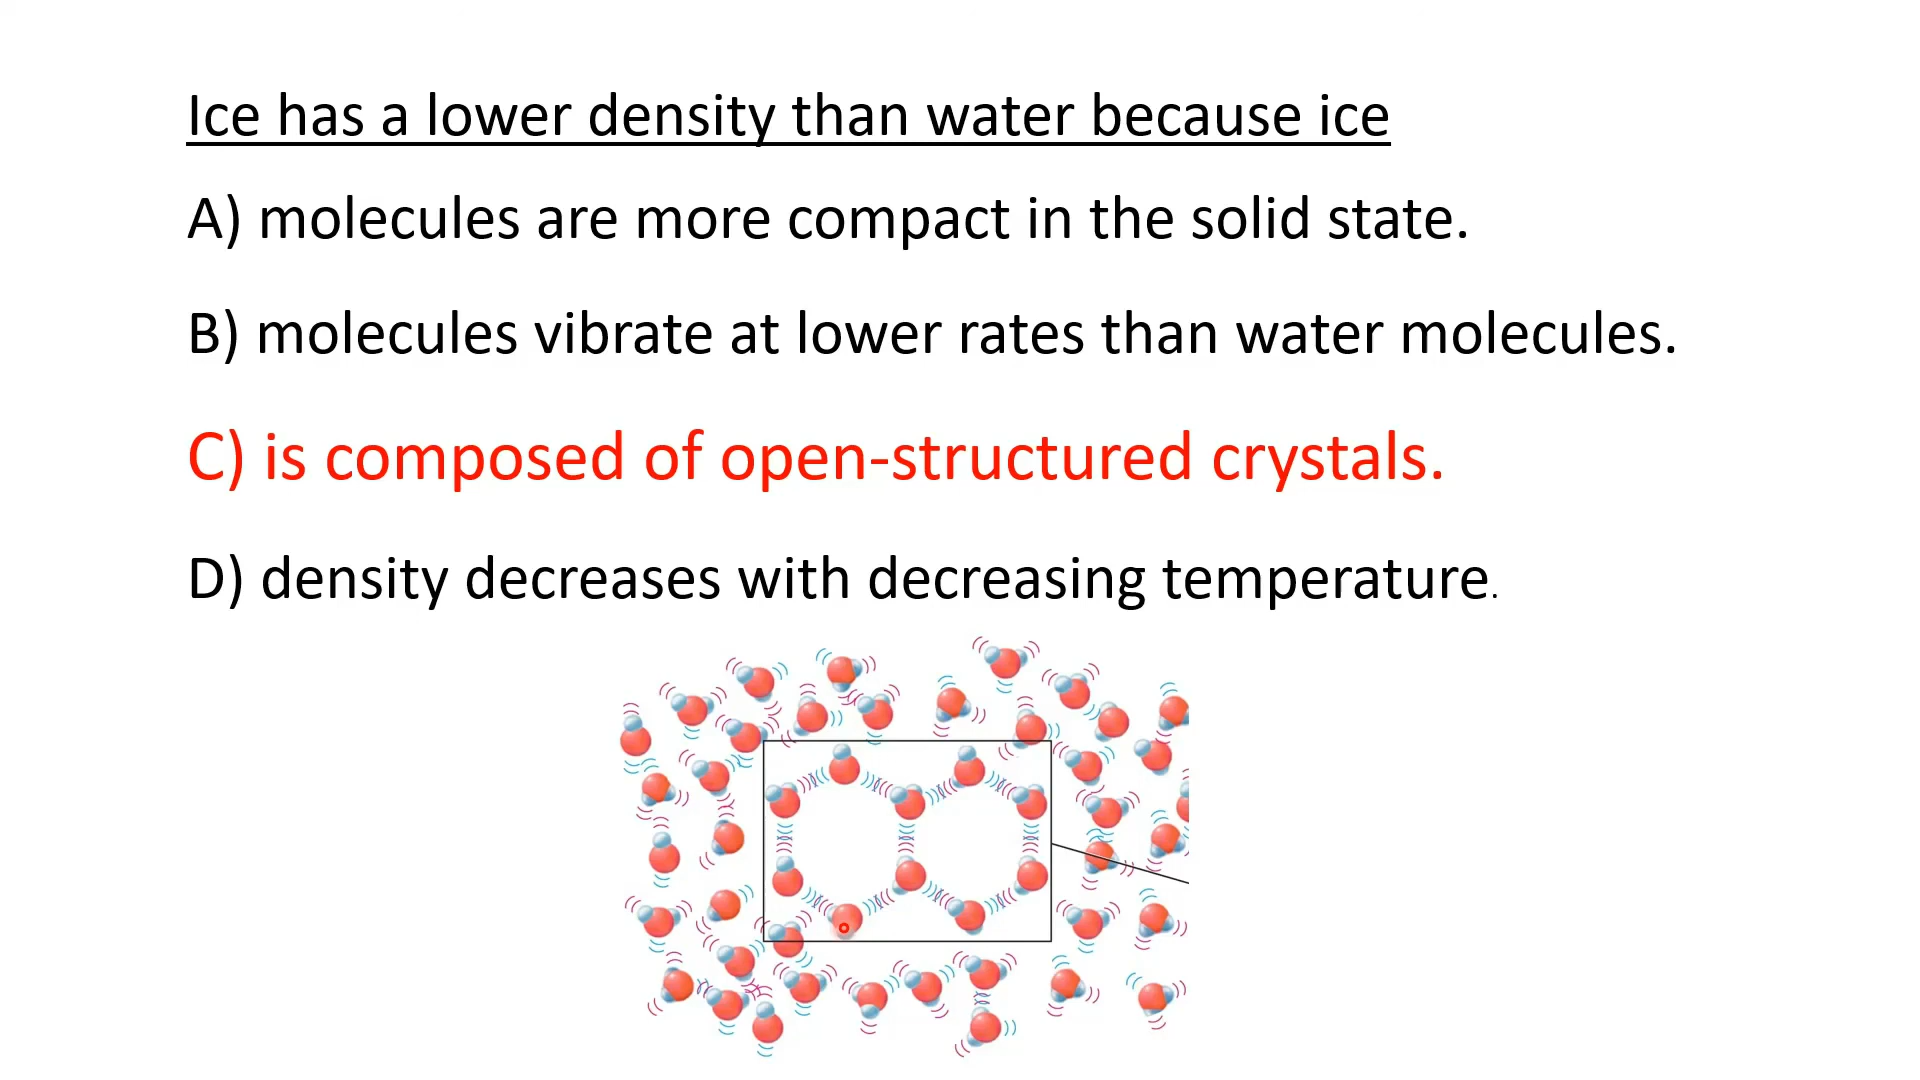 Ice has a lower density than water because ice
A) molecules are more compact in the solid state.
B) molecules vibrate at lower rates than water molecules.
C) is composed of open-structured crystals.
D) density decreases with decreasing temperature.